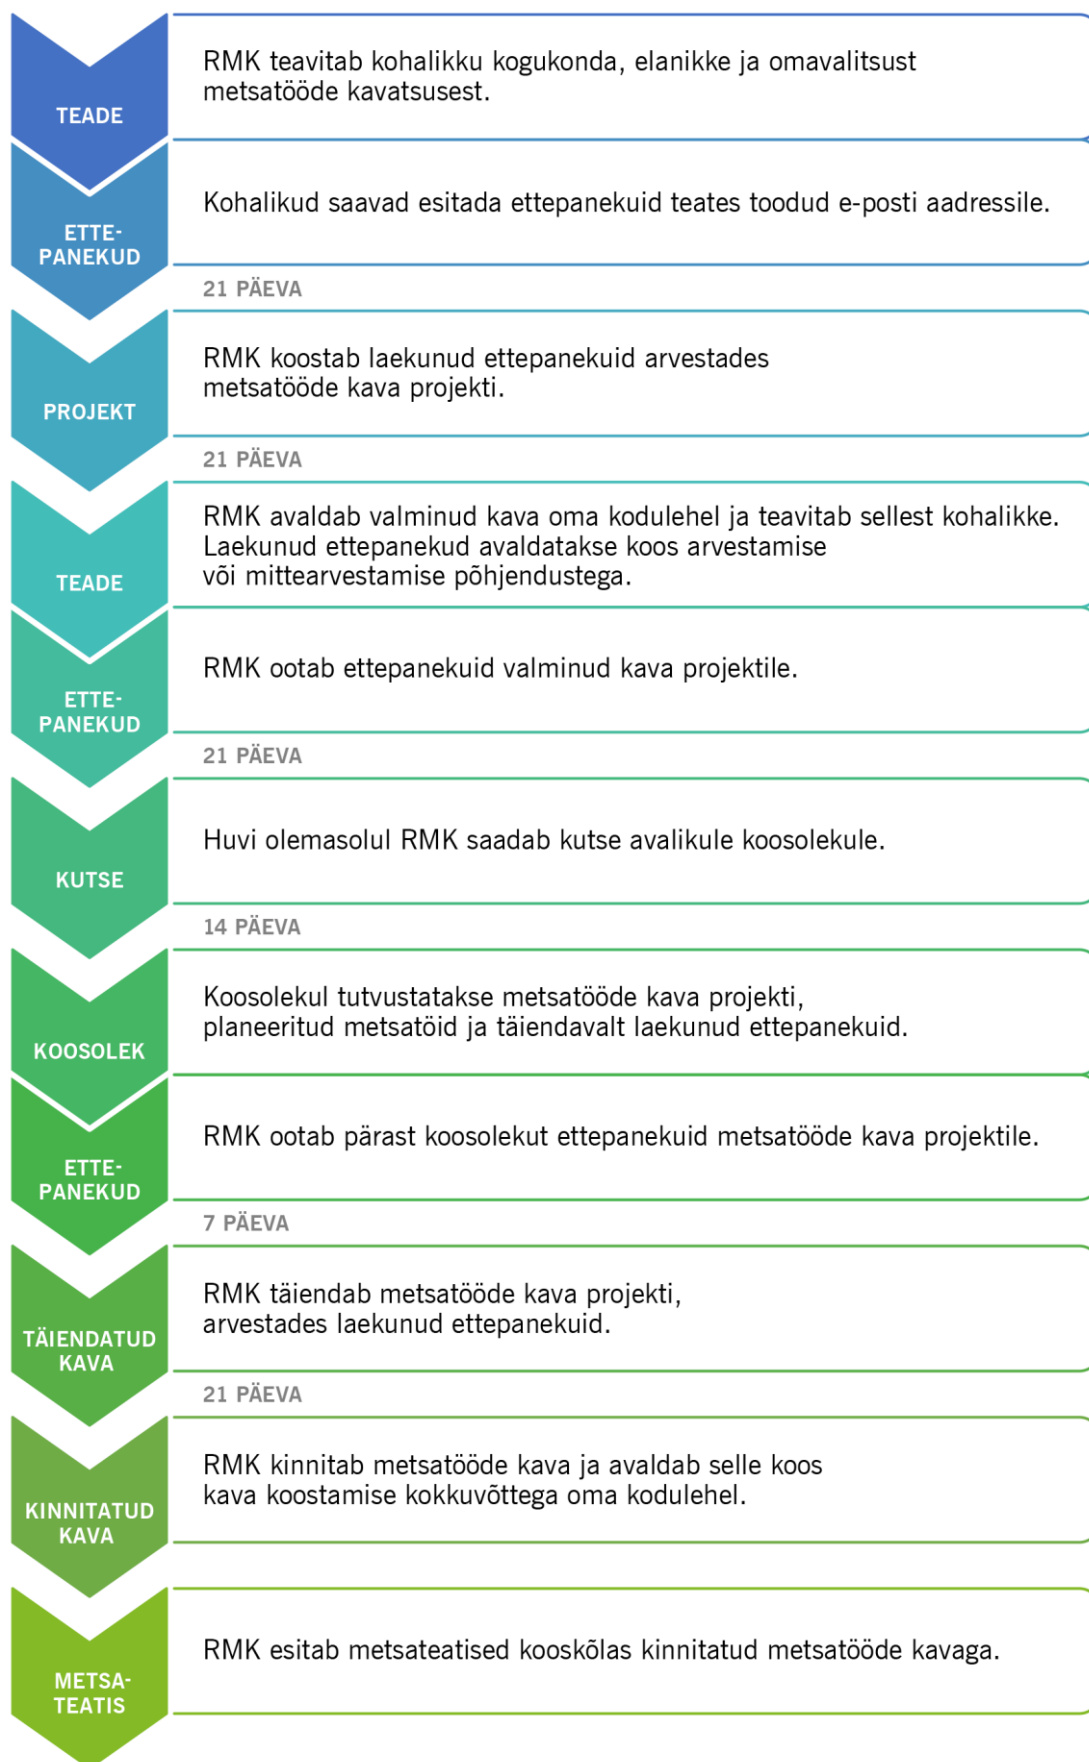 TEADE
RMK teavitab kohalikku kogukonda, elanikke ja omavalitsust
metsatööde kavatsusest.
ETTE-
PANEKUD
Kohalikud saavad esitada ettepanekuid teates toodud e-posti aadressile.
21 PÄEVA
PROJEKT
RMK koostab laekunud ettepanekuid arvestades
metsatööde kava projekti.
21 PÄEVA
TEADE
RMK avaldab valminud kava oma kodulehel ja teavitab sellest kohalikke.
Laekunud ettepanekud avaldatakse koos arvestamise
või mittearvestamise põhjendustega.
ETTE-
PANEKUD
RMK ootab ettepanekuid valminud kava projektile.
21 PÄEVA
KUTSE
Huvi olemasolul RMK saadab kutse avalikule koosolekule.
14 PÄEVA
KOOSOLEK
Koosolekul tutvustatakse metsatööde kava projekti,
planeeritud metsatöid ja täiendavalt laekunud ettepanekuid.
ETTE-
PANEKUD
RMK ootab pärast koosolekut ettepanekuid metsatööde kava projektile.
7 PÄEVA
TÄIENDATUD
KAVA
RMK täiendab metsatööde kava projekti,
arvestades laekunud ettepanekuid.
21 PÄEVA
KINNITATUD
KAVA
RMK kinnitab metsatööde kava ja avaldab selle koos
kava koostamise kokkuvõttega oma kodulehel.
METSA-
TEATIS
RMK esitab metsateatised kooskõlas kinnitatud metsatööde kavaga.